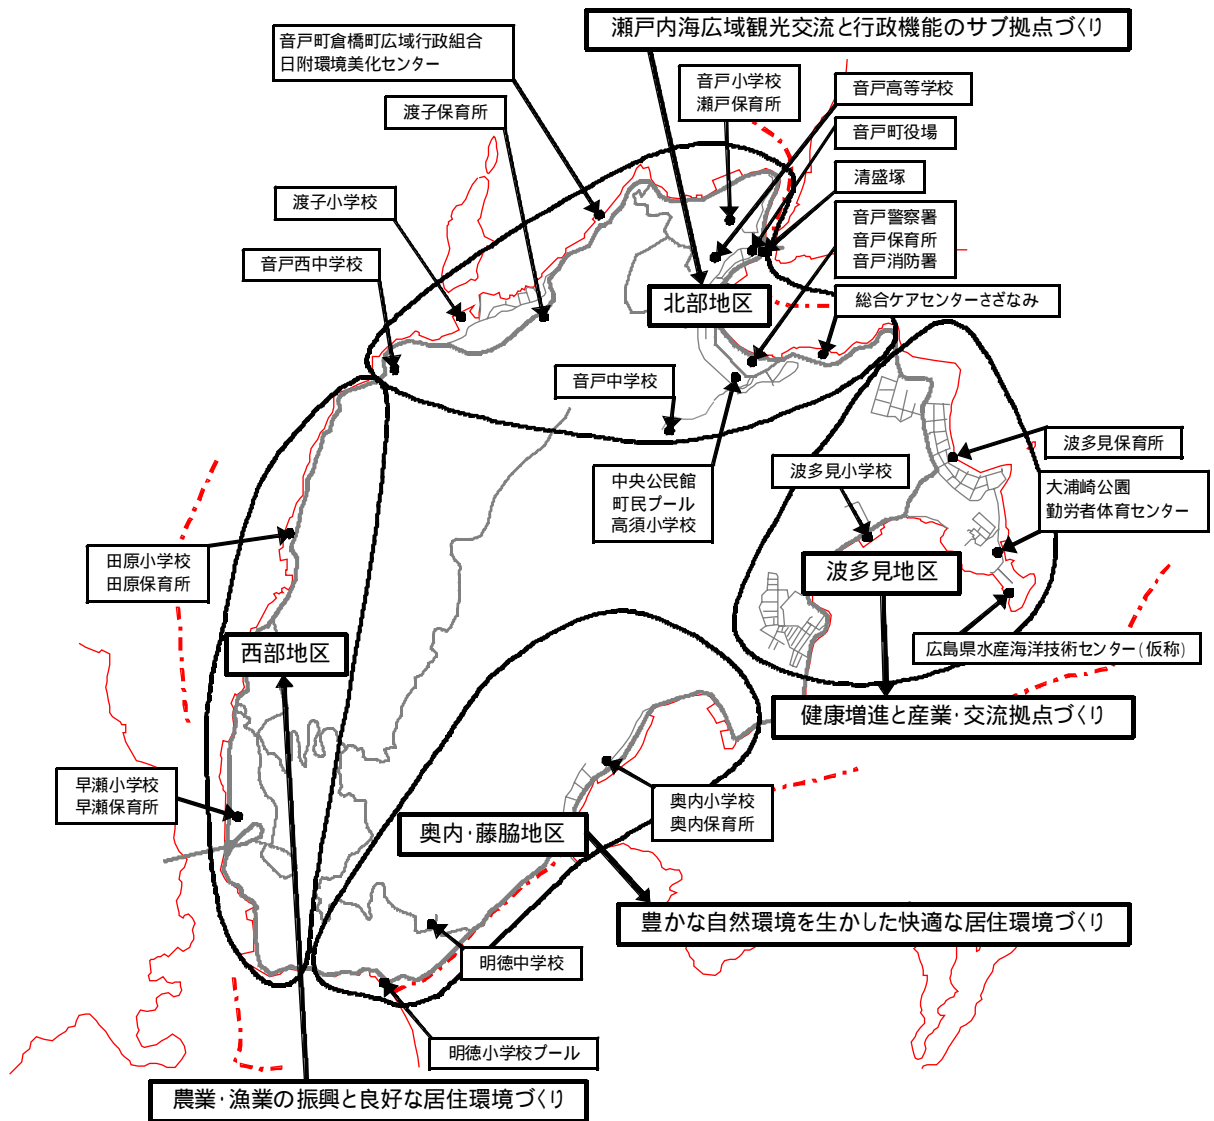 瀬戸内海広域観光交流と行政機能のサブ拠点づくり
音戸町倉橋町広域行政組合
日附環境美化センター
音戸小学校
瀬戸保育所
音戸高等学校
渡子保育所
音戸町役場
清盛塚
渡子小学校
音戸警察署
音戸保育所
音戸消防署
音戸西中学校
北部地区
総合ケアセンターさざなみ
音戸中学校
波多見保育所
中央公民館
町民プール
高須小学校
波多見小学校
大浦崎公園
勤労者体育センター
田原小学校
田原保育所
波多見地区
西部地区
広島県水産海洋技術センター(仮称)
健康増進と産業・交流拠点づくり
早瀬小学校
早瀬保育所
奥内小学校
奥内保育所
奥内・藤脇地区
豊かな自然環境を生かした快適な居住環境づくり
明徳中学校
明徳小学校プール
農業・漁業の振興と良好な居住環境づくり